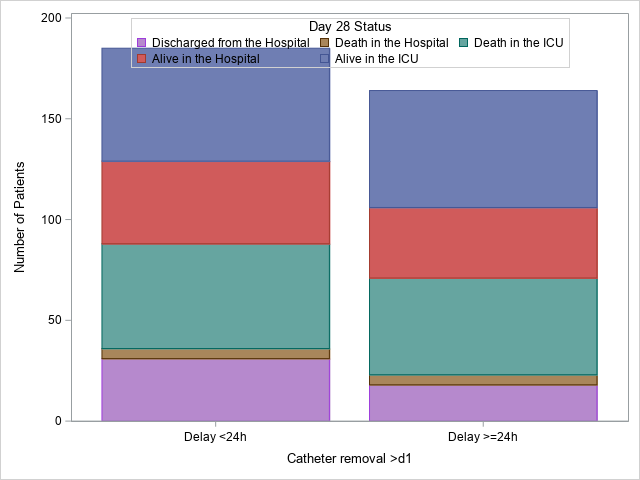 200
Day 28 Status
Discharged from the Hospital Death in the Hospital Death in the ICU
Alive in the Hospital Alive in the ICU
150
100
50
0
Number of Patients
Delay <24h Delay >=24h
Catheter removal >d1